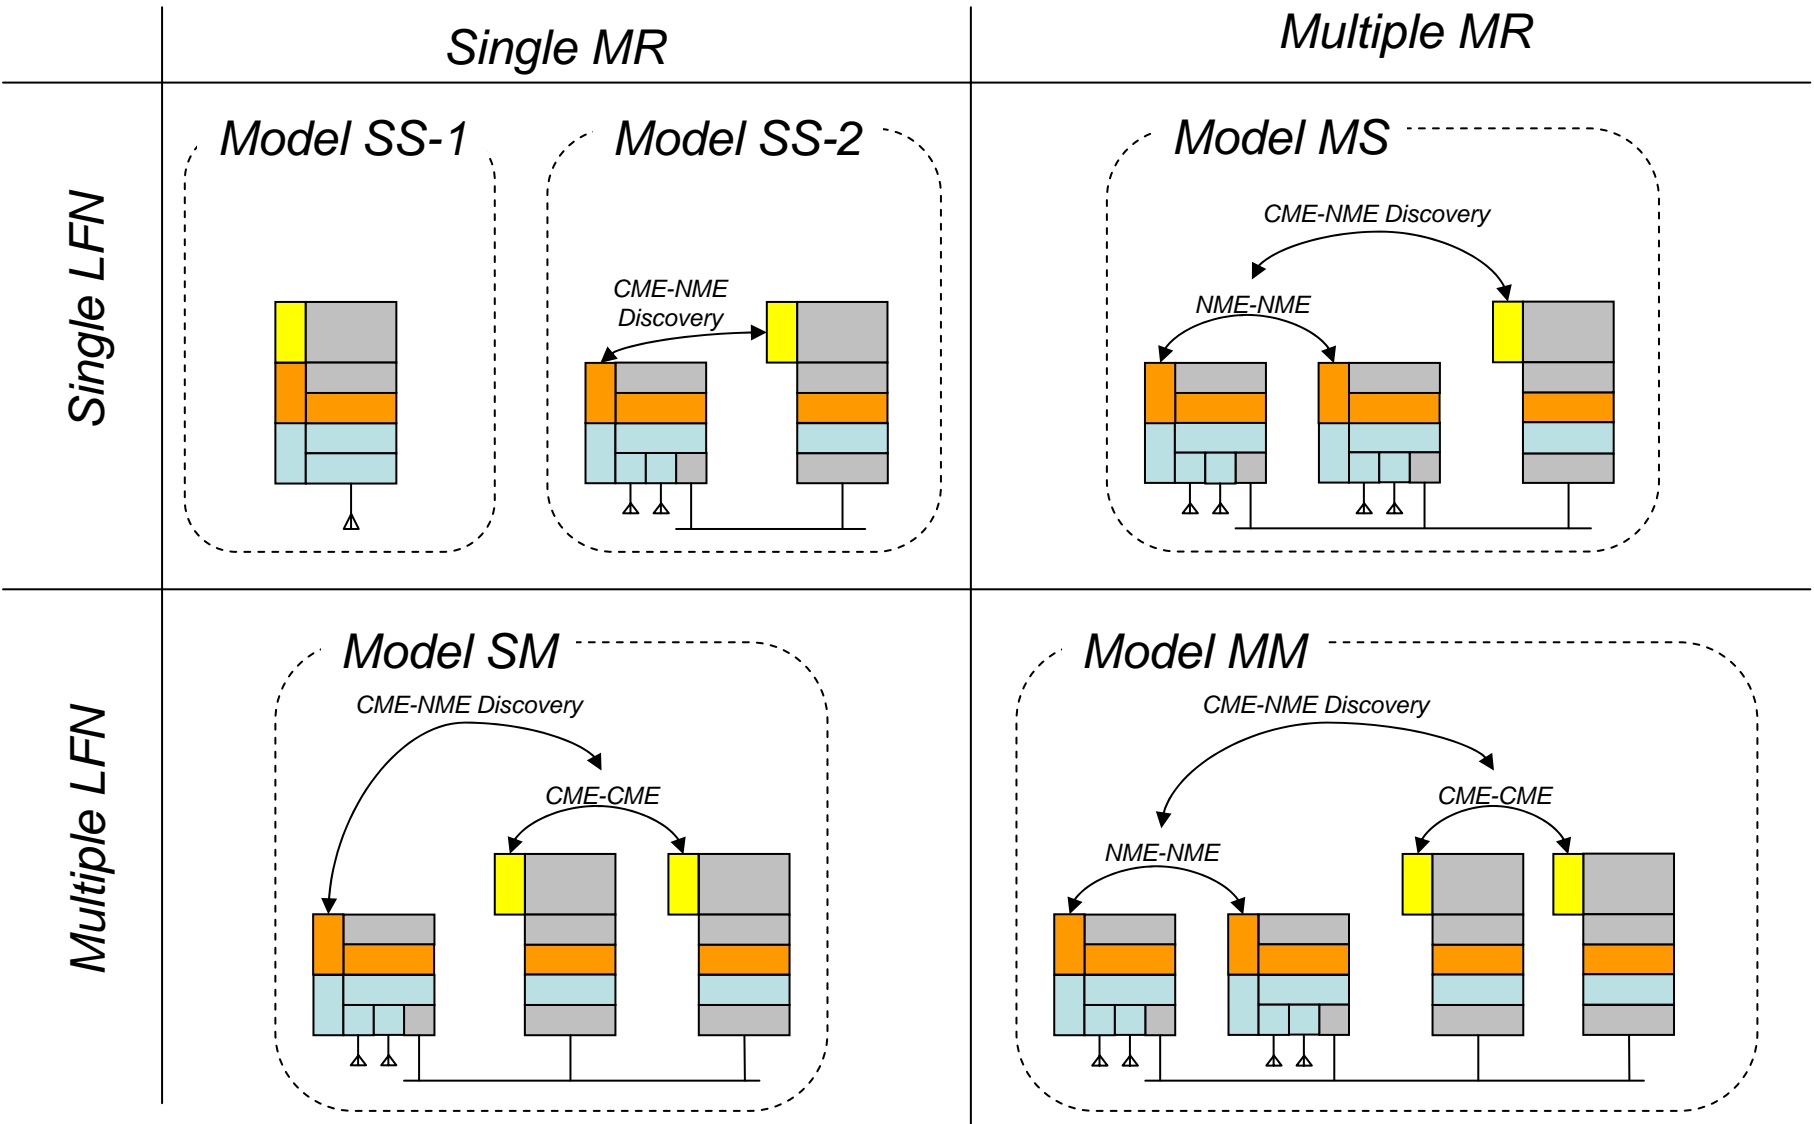 Single MR
Multiple MR
Single LFN
Model SS-1
Model SS-2
CME-NME
Discovery
Model MS
CME-NME Discovery
NME-NME
Multiple LFN
Model SM
CME-NME Discovery
CME-CME
Model MM
CME-NME Discovery
NME-NME
CME-CME